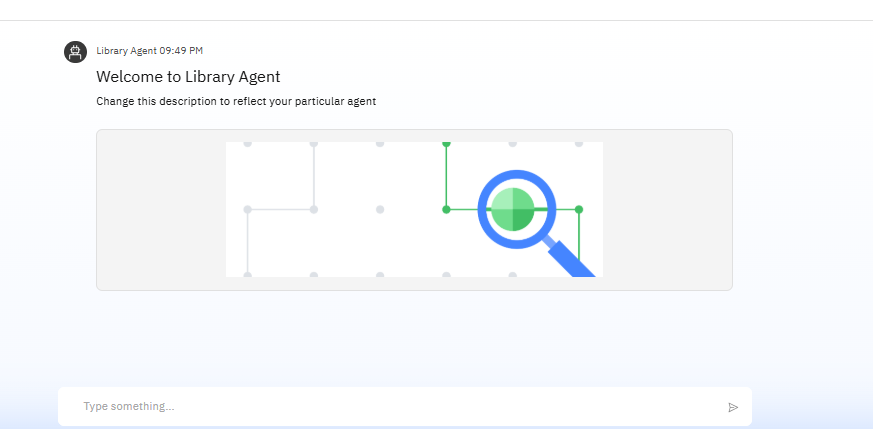 Library Agent 09:49 PM
Welcome to Library Agent
Change this description to reflect your particular agent
Type something...